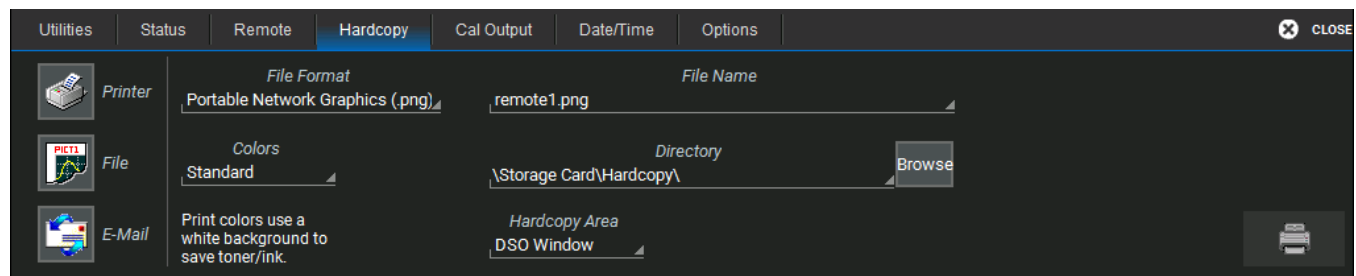 Utilities
Status
Remote
Hardcopy
Cal Output
Date/Time
Options
CLOSE
Printer
File Format
Portable Network Graphics (.png)
File Name
remote1.png
PICT1
File
Colors
Standard
Directory
\Storage Card\Hardcopy\
Browse
E-Mail
Print colors use a
white background to
save toner/ink.
Hardcopy Area
DSO Window